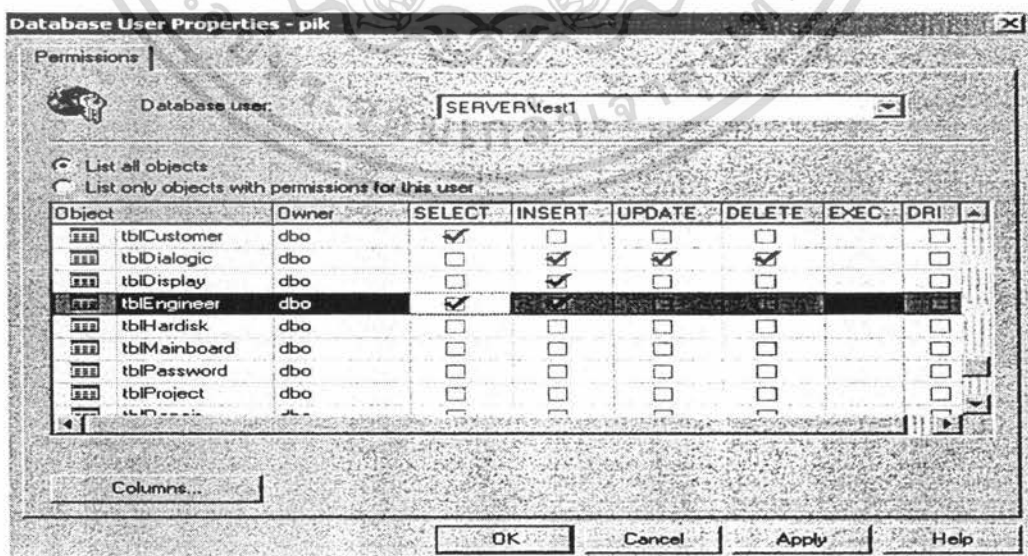 Database User Properties - pik
Permissions
Database user: SERVER\test1
List all objects
List only objects with permissions for this user
Object Owner SELECT INSERT UPDATE DELETE EXEC DRI
tblCustomer dbo
tblDialogic dbo
tblDisplay dbo
tblEngineer dbo
tblHardisk dbo
tblMainboard dbo
tblPassword dbo
tblProject dbo
Columns...
OK Cancel Apply Help